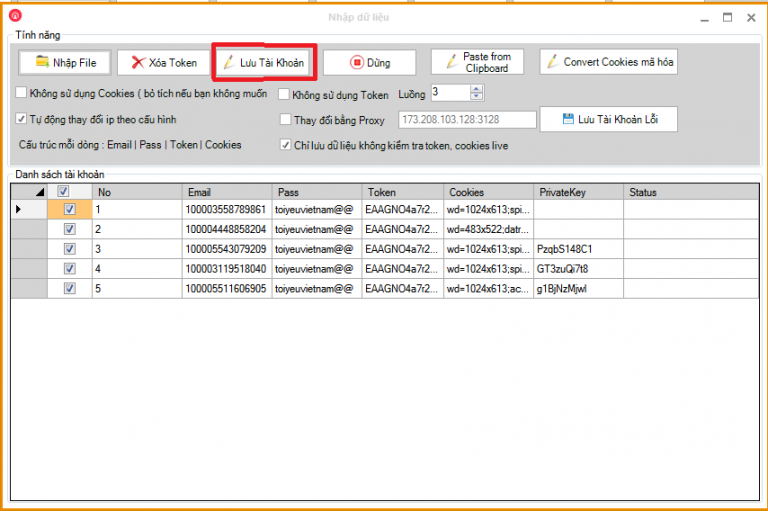 Nhập dữ liệu
Tính năng
Nhập File Xóa Token Lưu Tài Khoản Dừng Paste from Clipboard Convert Cookies mã hóa
Không sử dụng Cookies ( bỏ tích nếu bạn không muốn Không sử dụng Token Luồng 3
Tự động thay đổi ip theo cấu hình Thay đổi bằng Proxy 173.208.103.128:3128 Lưu Tài Khoản Lỗi
Cấu trúc mỗi dòng : Email | Pass | Token | Cookies Chỉ lưu dữ liệu không kiểm tra token, cookies live
Danh sách tài khoản
No Email Pass Token Cookies PrivateKey Status
1 100003558789861 toiyeuvietnam@@ EAAGNO4a7r2... wd=1024x613;spi...
2 100004448858204 toiyeuvietnam@@ EAAGNO4a7r2... wd=483x522;datr...
3 100005543079209 toiyeuvietnam@@ EAAGNO4a7r2... wd=1024x613;spi... PzqbS148C1
4 100003119518040 toiyeuvietnam@@ EAAGNO4a7r2... wd=1024x613;spi... GT3zuQi7t8
5 100005511606905 toiyeuvietnam@@ EAAGNO4a7r2... wd=1024x613;ac... g1BjNzMjwl